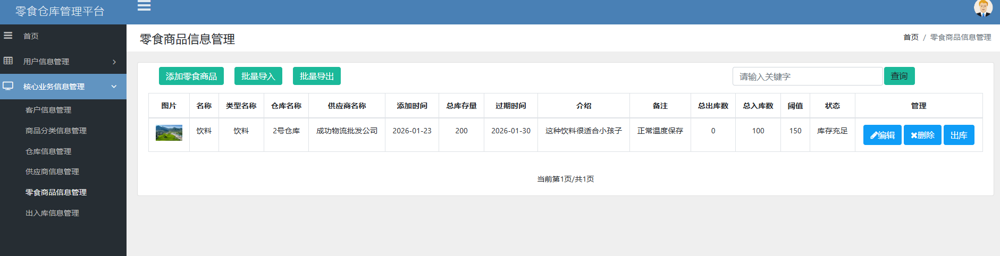 零食仓库管理平台
首页
用户信息管理
核心业务信息管理
客户信息管理
商品分类信息管理
仓库信息管理
供应商信息管理
零食商品信息管理
出入库信息管理
零食商品信息管理
首页 / 零食商品信息管理
添加零食商品 批量导入 批量导出 请输入关键字 查询
图片 名称 类型名称 仓库名称 供应商名称 添加时间 总库存量 过期时间 介绍 备注 总出库数 总入库数 阈值 状态 管理
饮料 饮料 2号仓库 成功物流批发公司 2026-01-23 200 2026-01-30 这种饮料很适合小孩子 正常温度保存 0 100 150 库存充足 编辑 删除 出库
当前第1页/共1页